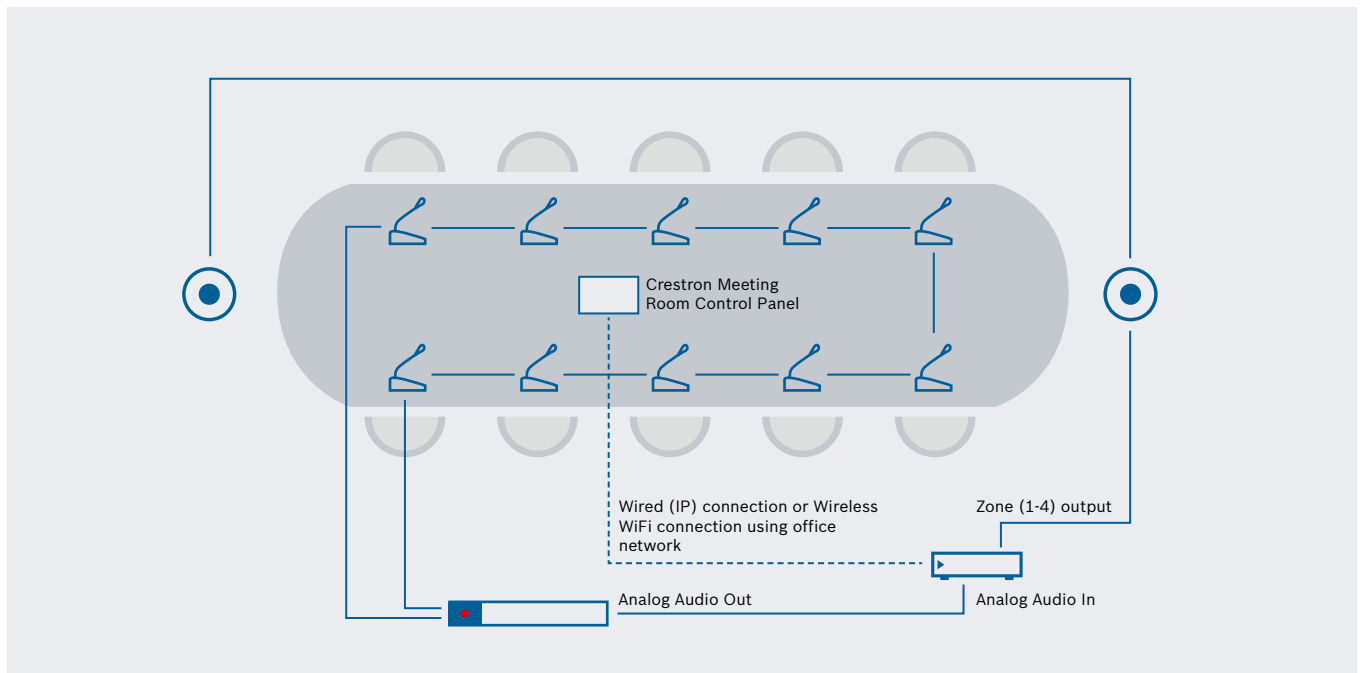 Crestron Meeting
Room Control Panel
Wired (IP) connection or Wireless
WiFi connection using office
network
Zone (1-4) output
Analog Audio Out
Analog Audio In